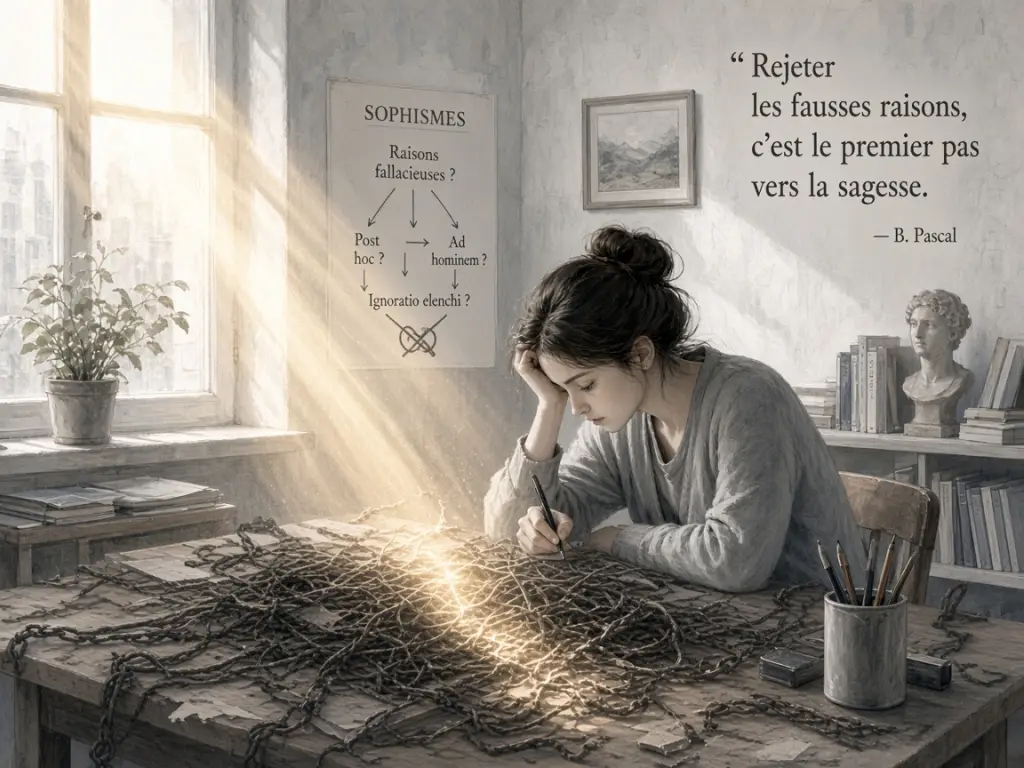 SOPHISMES
Raisons
fallacieuses ?
Post
hoc ?
Ad
hominem ?
Ignoratio elenchi ?
“ Rejeter
les fausses raisons,
c’est le premier pas
vers la sagesse.
— B. Pascal